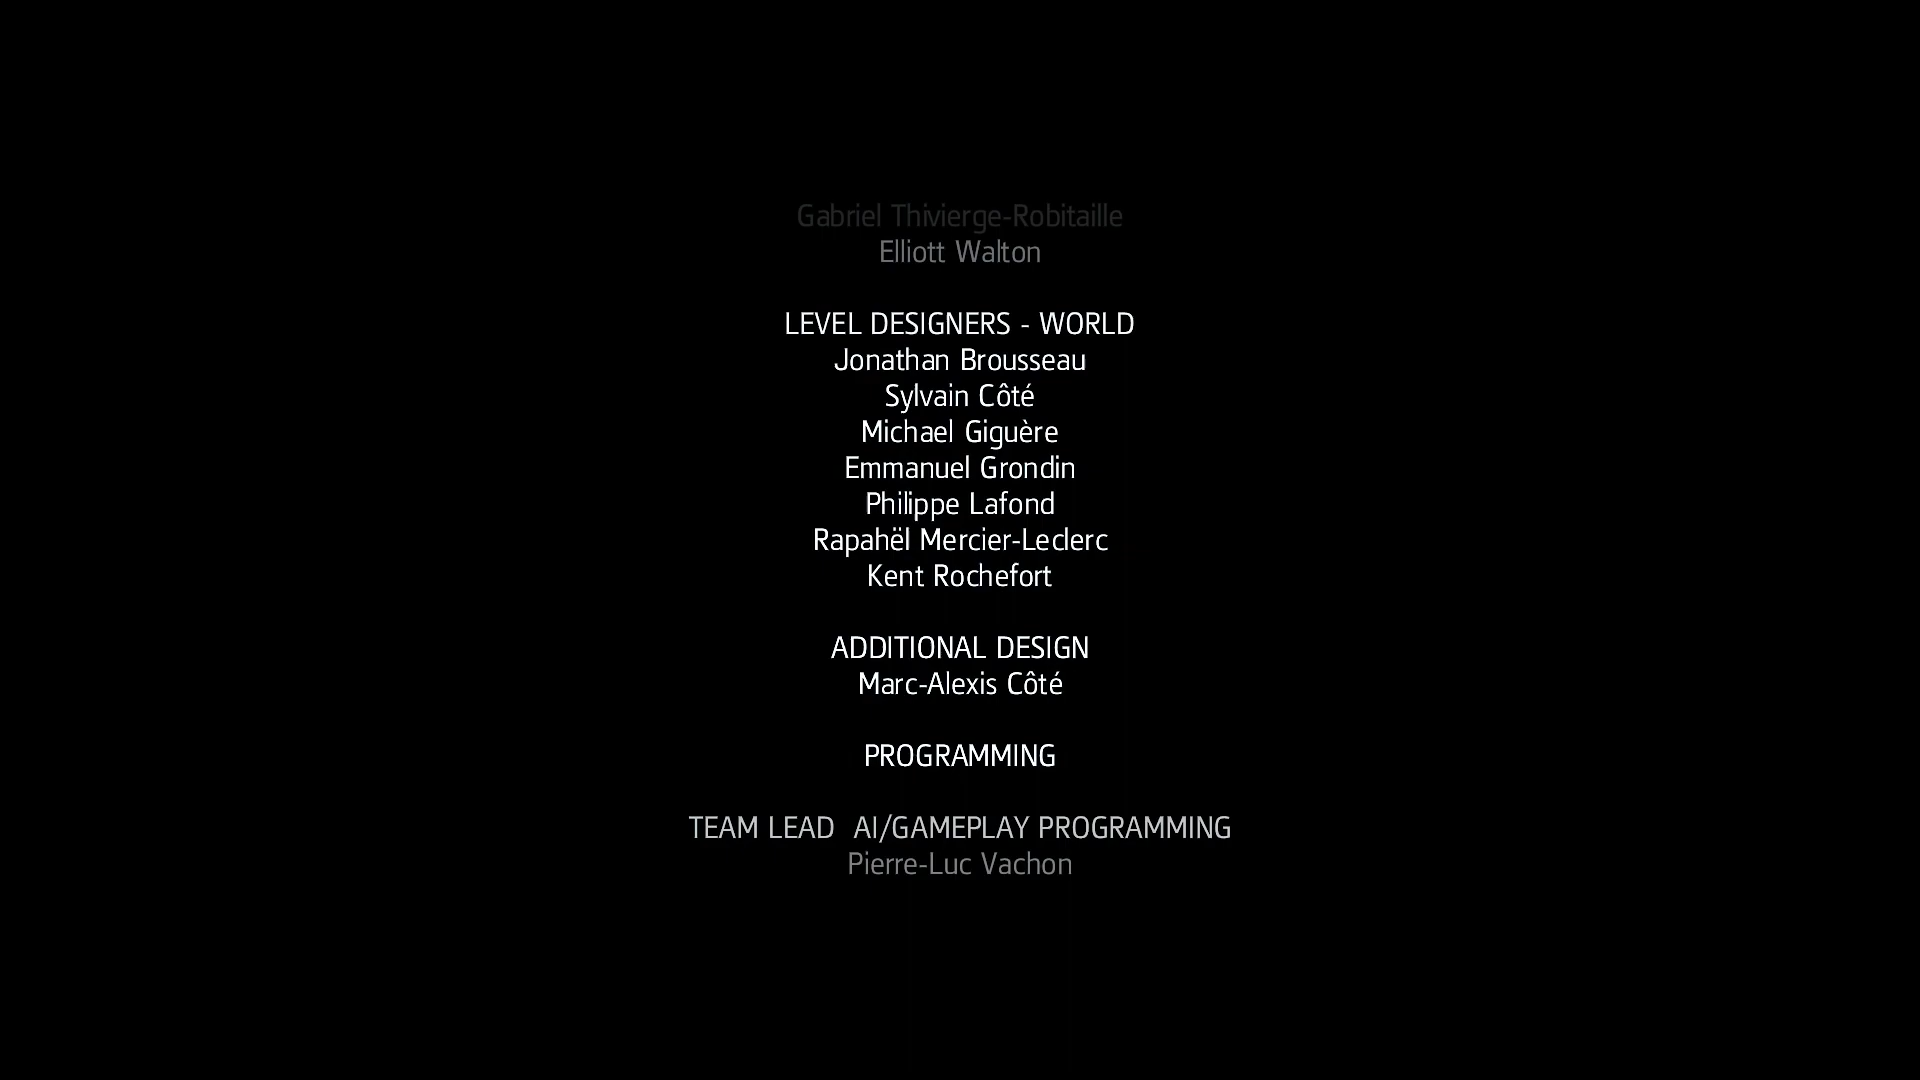 Gabriel Thivierge-Robitaille
Elliott Walton
LEVEL DESIGNERS - WORLD
Jonathan Brousseau
Sylvain Côté
Michael Giguère
Emmanuel Grondin
Philippe Lafond
Rapahël Mercier-Leclerc
Kent Rochefort
ADDITIONAL DESIGN
Marc-Alexis Côté
PROGRAMMING
TEAM LEAD  AI/GAMEPLAY PROGRAMMING
Pierre-Luc Vachon